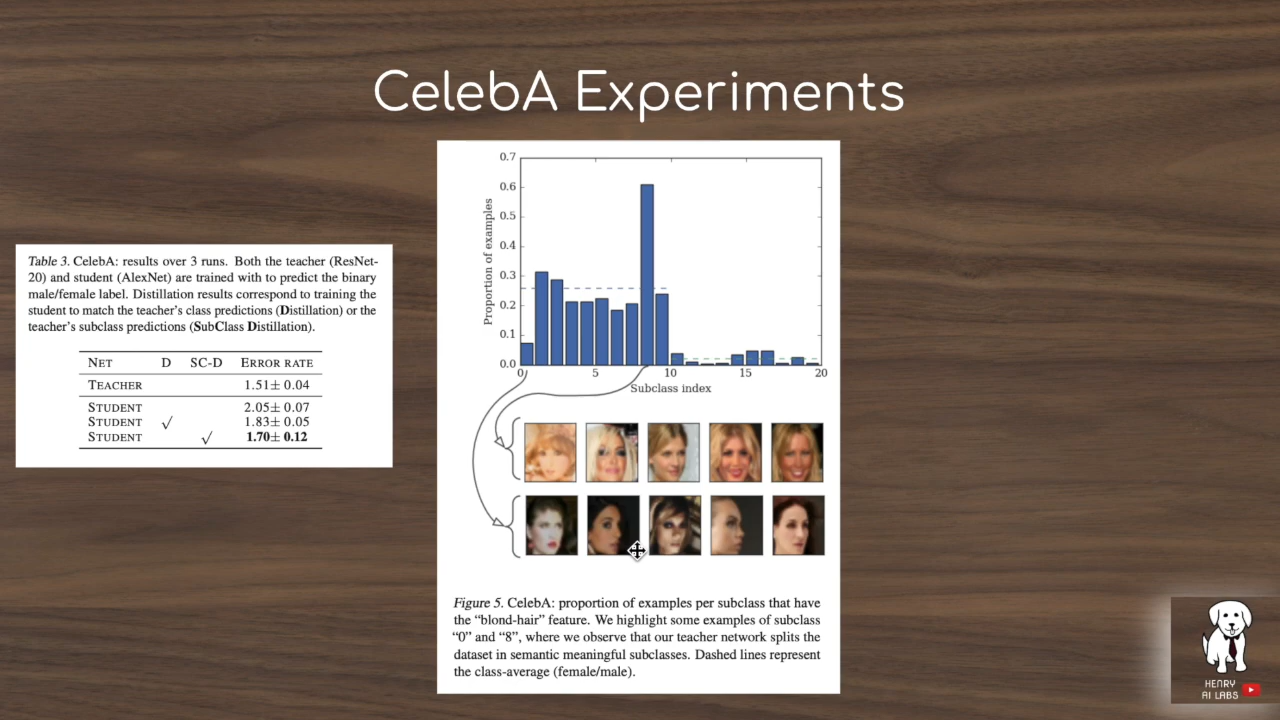 CelebA Experiments
Table 3. CelebA: results over 3 runs. Both the teacher (ResNet-
20) and student (AlexNet) are trained with to predict the binary
male/female label. Distillation results correspond to training the
student to match the teacher's class predictions (Distillation) or the
teacher's subclass predictions (SubClass Distillation).
NET D SC-D ERROR RATE
TEACHER 1.51± 0.04
STUDENT 2.05± 0.07
STUDENT √ 1.83± 0.05
STUDENT √ 1.70± 0.12
0.7
0.6
0.5
0.4
0.3
0.2
0.1
0.0
Proportion of examples
0 5 10 15 20
Subclass index
Figure 5. CelebA: proportion of examples per subclass that have
the "blond-hair" feature. We highlight some examples of subclass
"0" and "8", where we observe that our teacher network splits the
dataset in semantic meaningful subclasses. Dashed lines represent
the class-average (female/male).
HENRY
AI LABS